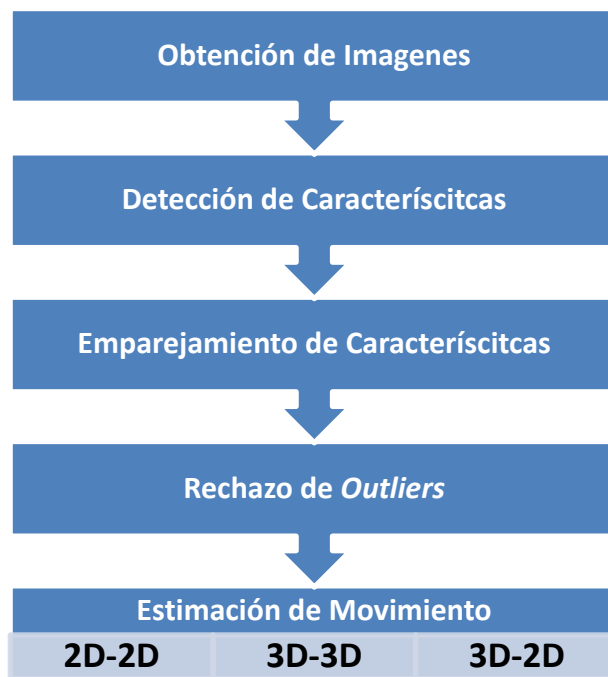 Obtención de Imagenes
Detección de Caracteríscitcas
Emparejamiento de Caracteríscitcas
Rechazo de Outliers
Estimación de Movimiento
2D-2D 3D-3D 3D-2D